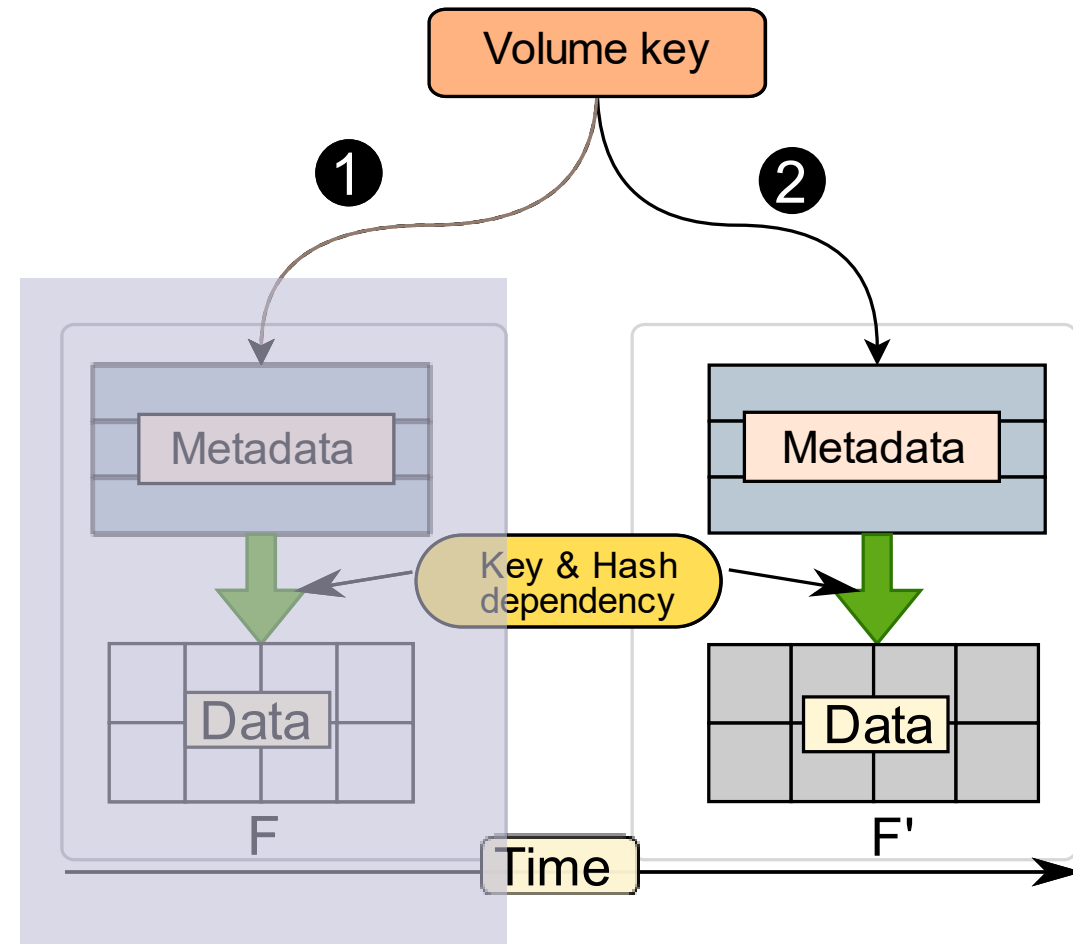 Volume key
1
2
Metadata
Metadata
Key & Hash
dependency
Data
Data
F
F'
Time